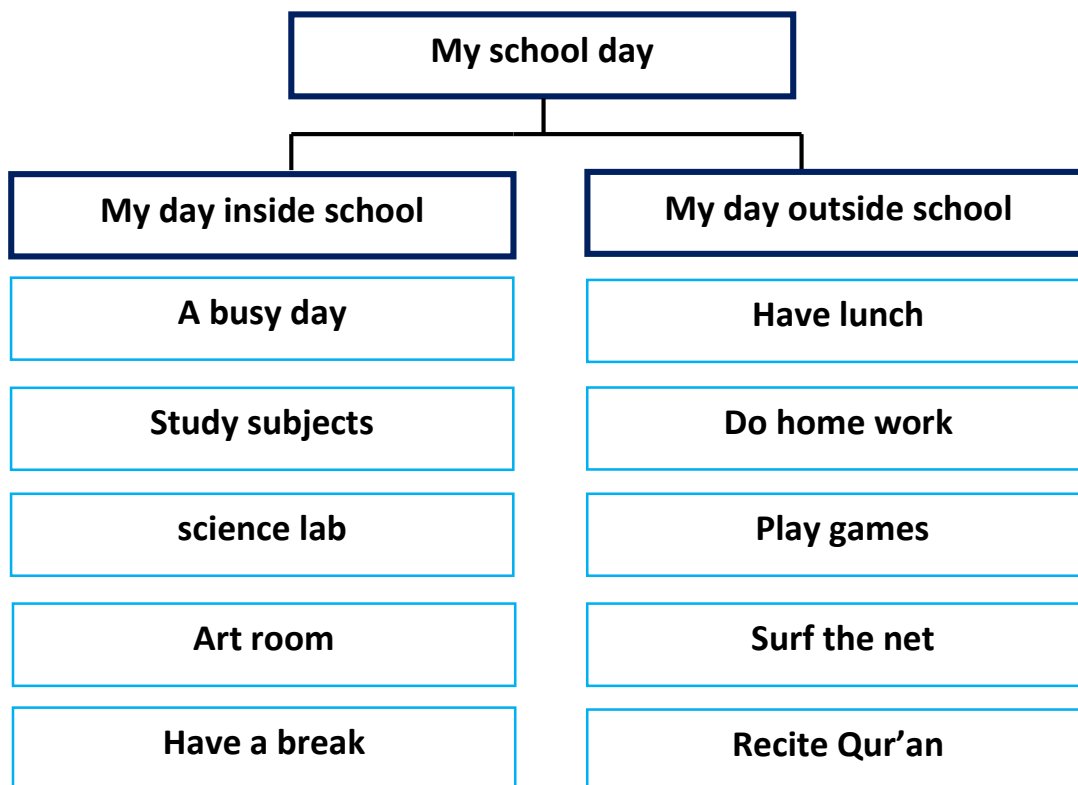 My school day
My day inside school
My day outside school
A busy day
Have lunch
Study subjects
Do home work
science lab
Play games
Art room
Surf the net
Have a break
Recite Qur’an